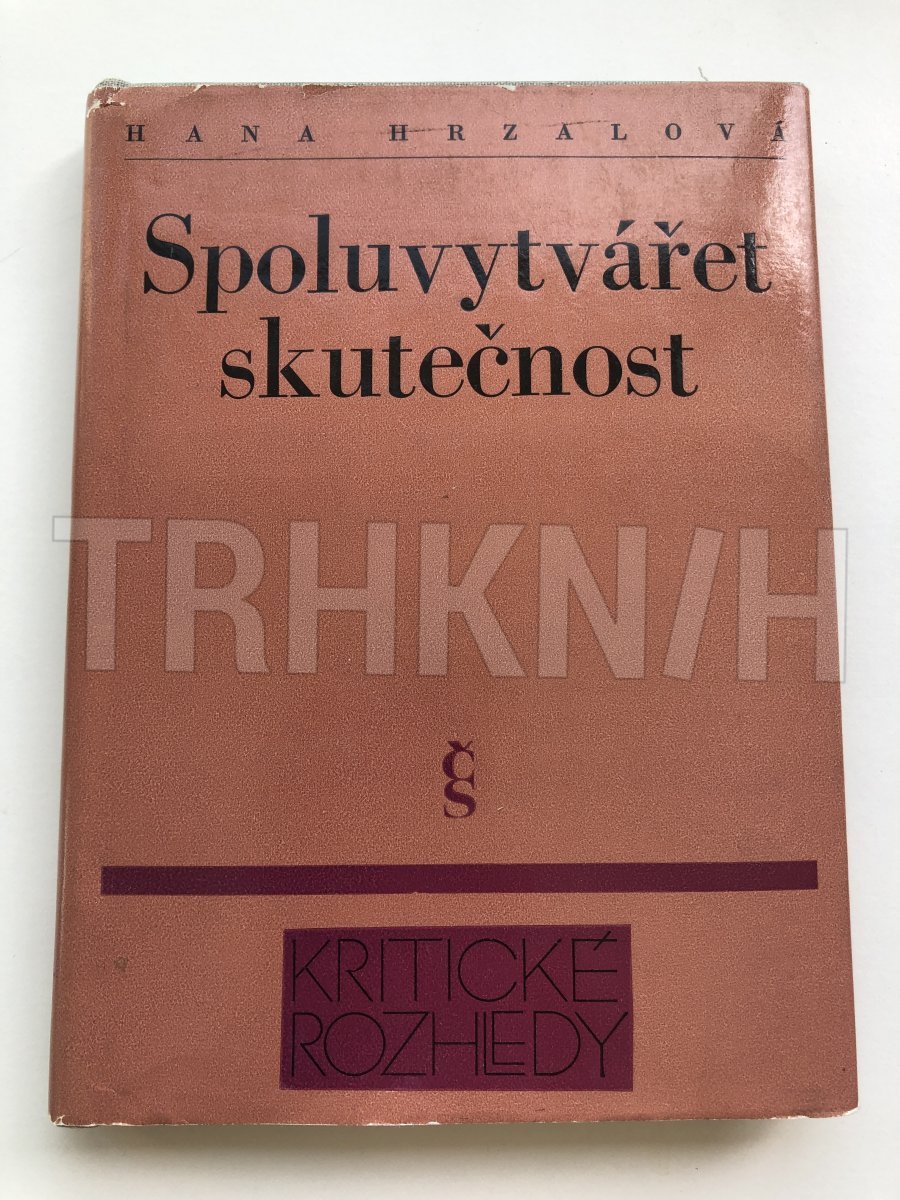 HANA HRZALOVÁ
Spoluvytvářet
skutečnost
TRHKNIH
ČS
KRITICKÉ
ROZHLEDY